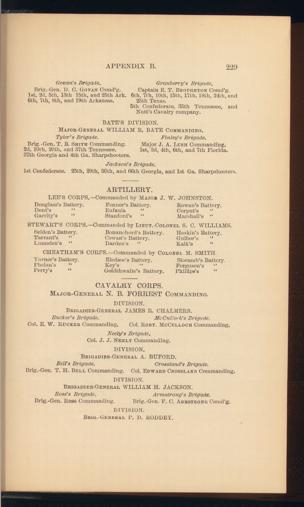 APPENDIX B. 229
Govan's Brigade, Granberry's Brigade,
Brig.-Gen. D. C. GOVAN Comd'g. Captain E. T. BROUGHTON Comd'g.
1st, 2d, 5th, 13th 15th, and 25th Ark. 6th, 7th, 10th, 15th, 17th, 18th, 24th, and
6th, 7th, 8th, and 19th Arkansas. 25th Texas.
5th Confederate, 35th Tennessee, and
Nutt's Cavalry company.
BATE'S DIVISION.
MAJOR-GENERAL WILLIAM B. BATE COMMANDING.
Tyler's Brigade. Finley's Brigade.
Brig.-Gen. T. B. SMITH Commanding. Major J. A. LASH Commanding.
2d, 10th, 20th, and 37th Tennessee. 1st, 3d, 4th, 6th, and 7th Florida.
37th Georgia and 4th Ga. Sharpshooters.
Jackson's Brigade,
1st Confederate. 25th, 29th, 30th, and 66th Georgia, and 1st Ga. Sharpshooters.
ARTILLERY.
LEE'S CORPS,—Commanded by MAJOR J. W. JOHNSTON.
Douglass's Battery. Fenner's Battery. Rowan's Battery,
Dent's " Eufaula " Corput's "
Garrity's " Stanford's " Marshall's "
STEWART'S CORPS,—Commanded by LIEUT. COLONEL S. C. WILLIAMS.
Selden's Battery. Bouanchord's Battery. Hoskin's Battery,
Tarrant's " Cowan's Battery. Guibor's "
Lumsden's " Darden's " Kolk's "
CHEATHAM'S CORPS.—Commanded by COLONEL M. SMITH
Turner's Battery. Bledsoe's Battery. Slocumb's Battery.
Phelan's " Key's " Ferguson's "
Perry's " Goldthwaite's Battery. Phillips's "
CAVALRY CORPS.
MAJOR-GENERAL N. B. FORREST COMMANDING.
DIVISION.
BRIGADIER-GENERAL JAMES R. CHALMERS.
Rucker's Brigade. McCulloch's Brigade.
Col. E. W. RUCKER Commanding, Col. ROBT. MCCULLOCH Commanding.
Neely's Brigade,
Col. J. J. NEELY Commanding.
DIVISION,
BRIGADIER-GENERAL A. BUFORD.
Bell's Brigade, Crossland's Brigade.
Brig.-Gen. T. H. BELL Commanding, Col. EDWARD CROSSLAND Commanding.
DIVISION.
BRIGADIER-GENERAL WILLIAM H. JACKSON.
Ross's Brigade, Armstrong's Brigade.
Brig.-Gen. ROSS Commanding. Brig.-Gen. F. C. ARMSTRONG Comd'g.
DIVISION.
BRIG.-GENERAL P. D. RODDEY.